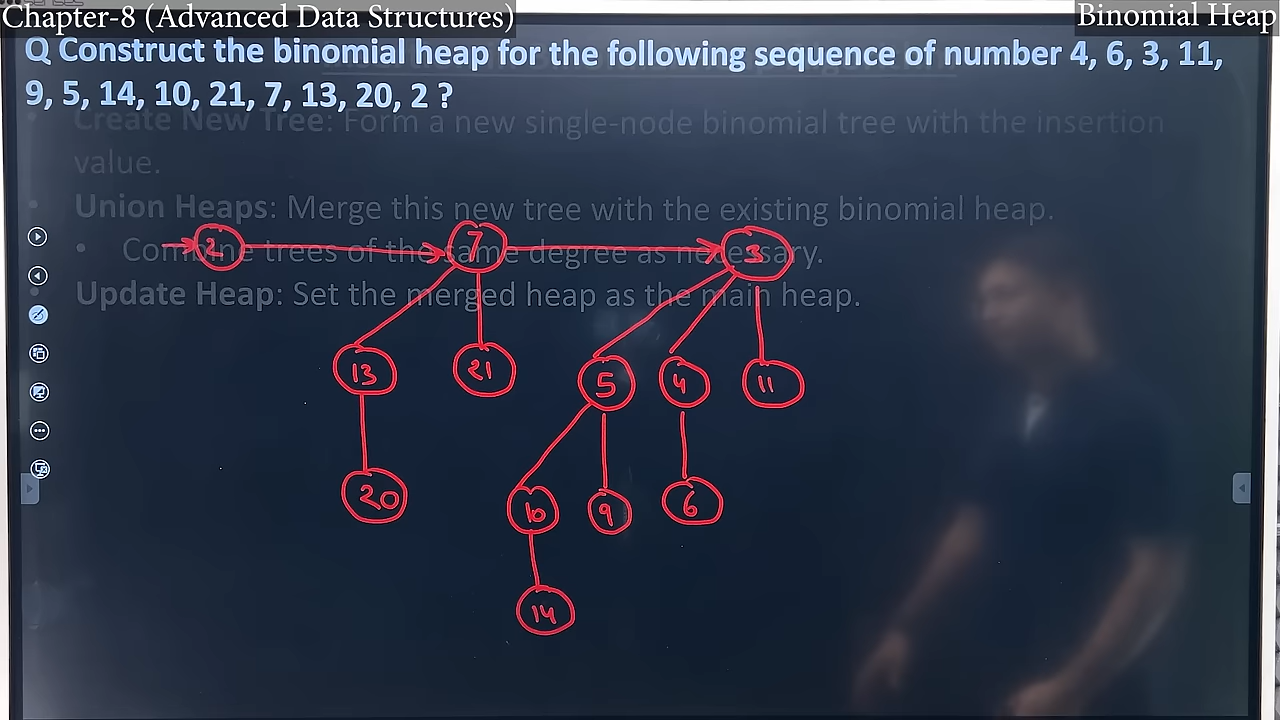 Chapter-8 (Advanced Data Structures)
Binomial Heap
Q Construct the binomial heap for the following sequence of number 4, 6, 3, 11,
9, 5, 14, 10, 21, 7, 13, 20, 2 ?
• Create New Tree: Form a new single-node binomial tree with the insertion
value.
• Union Heaps: Merge this new tree with the existing binomial heap.
• Combine trees of the same degree as necessary.
• Update Heap: Set the merged heap as the main heap.
2 7 3
13 21 5 4 11
20 10 9 6
14